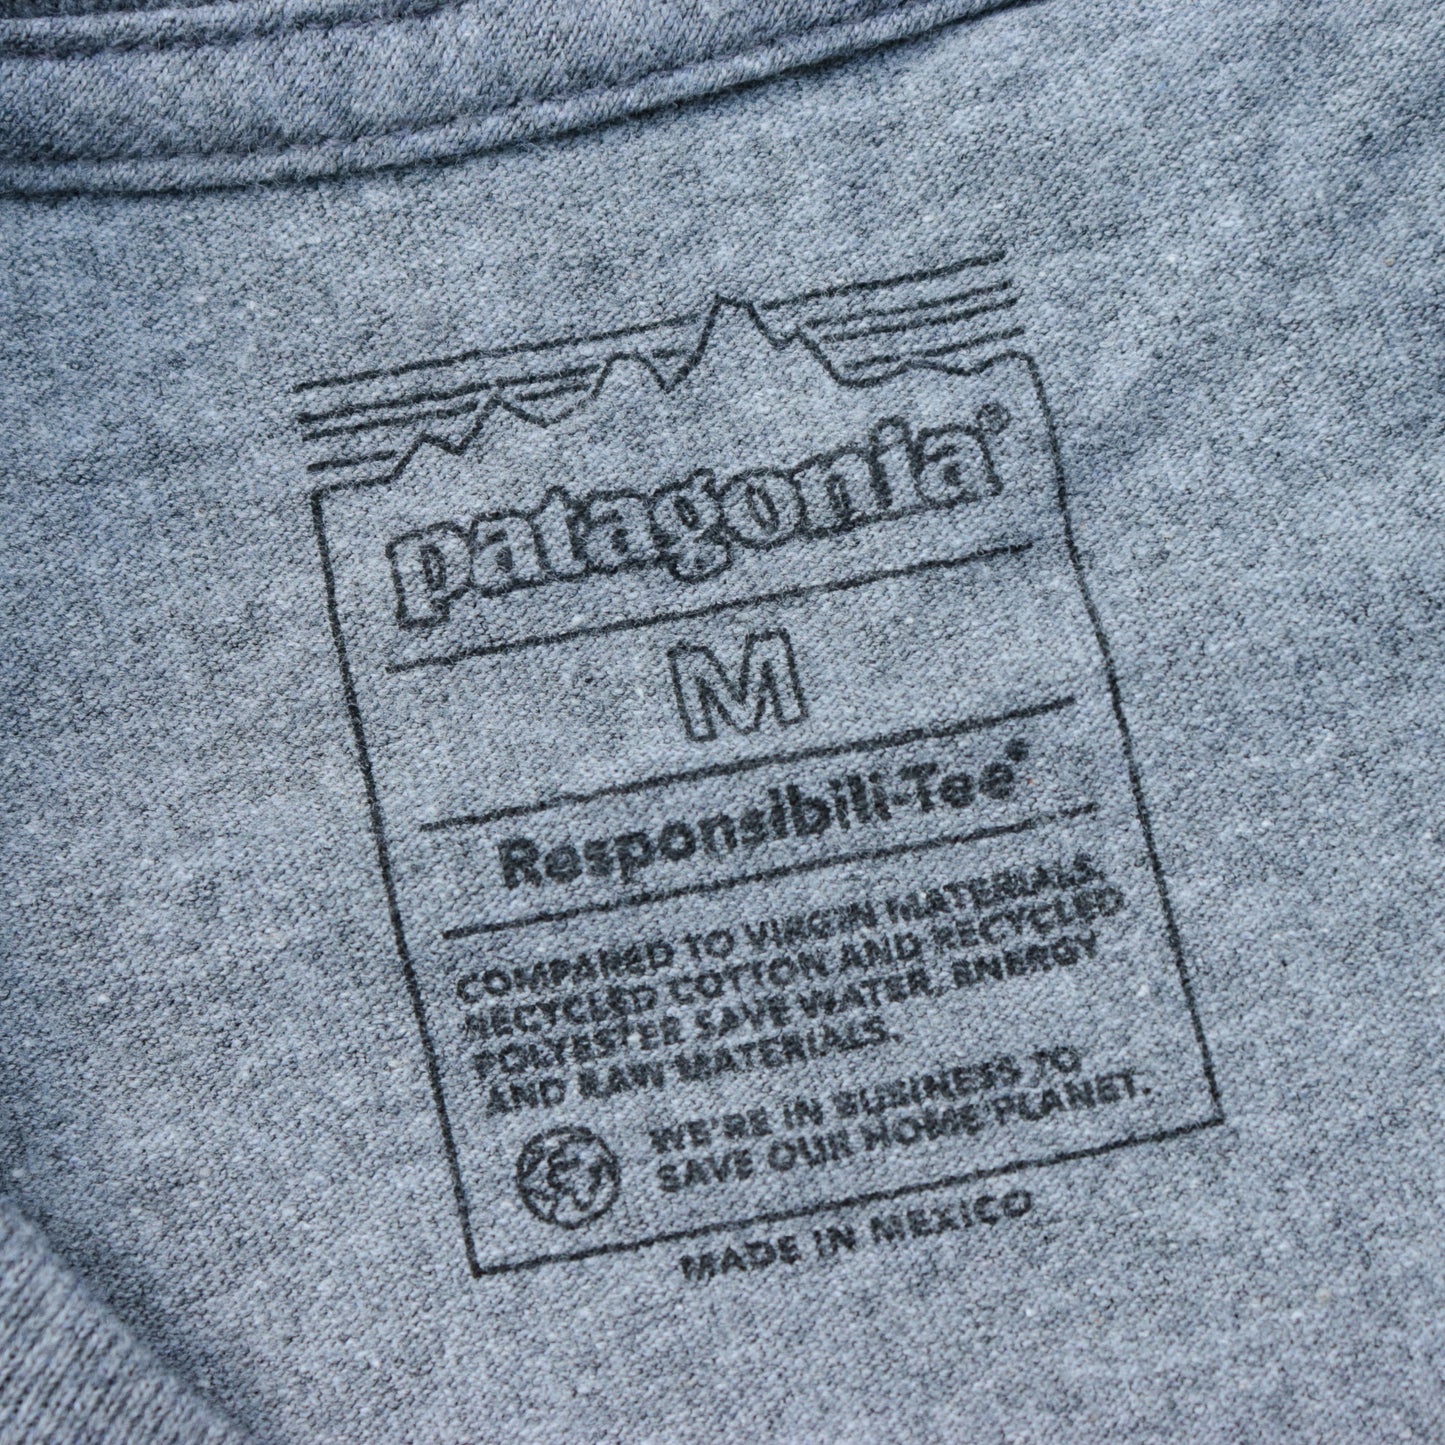 patagonia®
M
Responsibili-Tee®
COMPARED TO VIRGIN MATERIALS,
RECYCLED COTTON AND RECYCLED
POLYESTER SAVE WATER, ENERGY
AND RAW MATERIALS.
WE'RE IN BUSINESS TO
SAVE OUR HOME PLANET.
MADE IN MEXICO